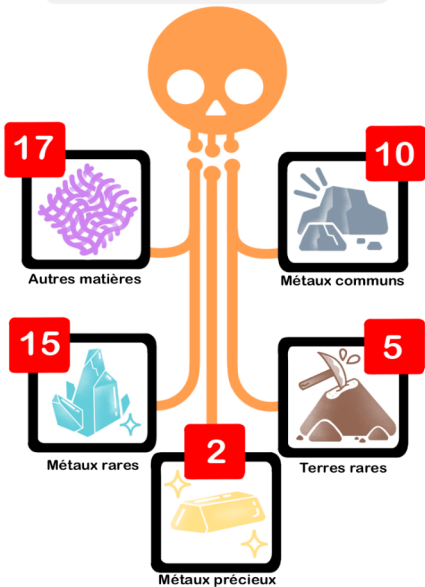 17
Autres matières
10
Métaux communs
15
Métaux rares
5
Terres rares
2
Métaux précieux